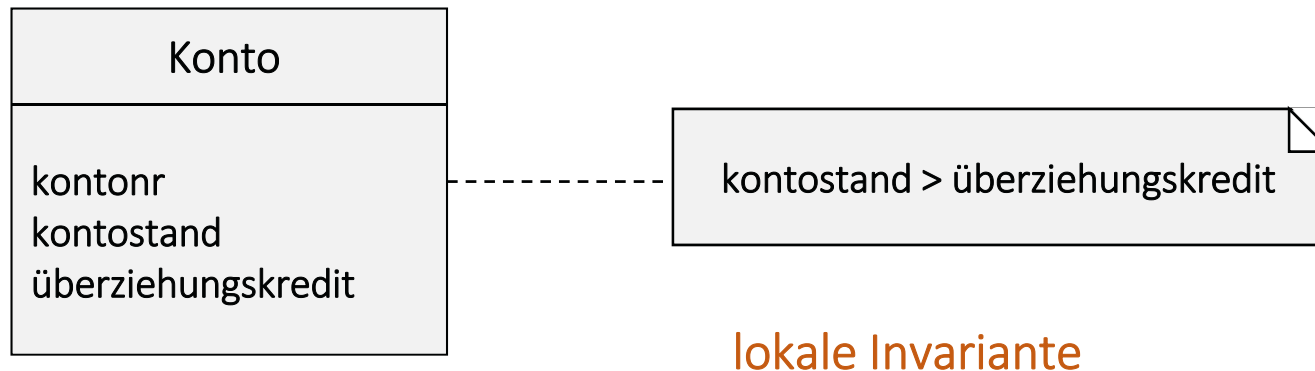 Konto
kontonr
kontostand
überziehungskredit
kontostand > überziehungskredit
lokale Invariante